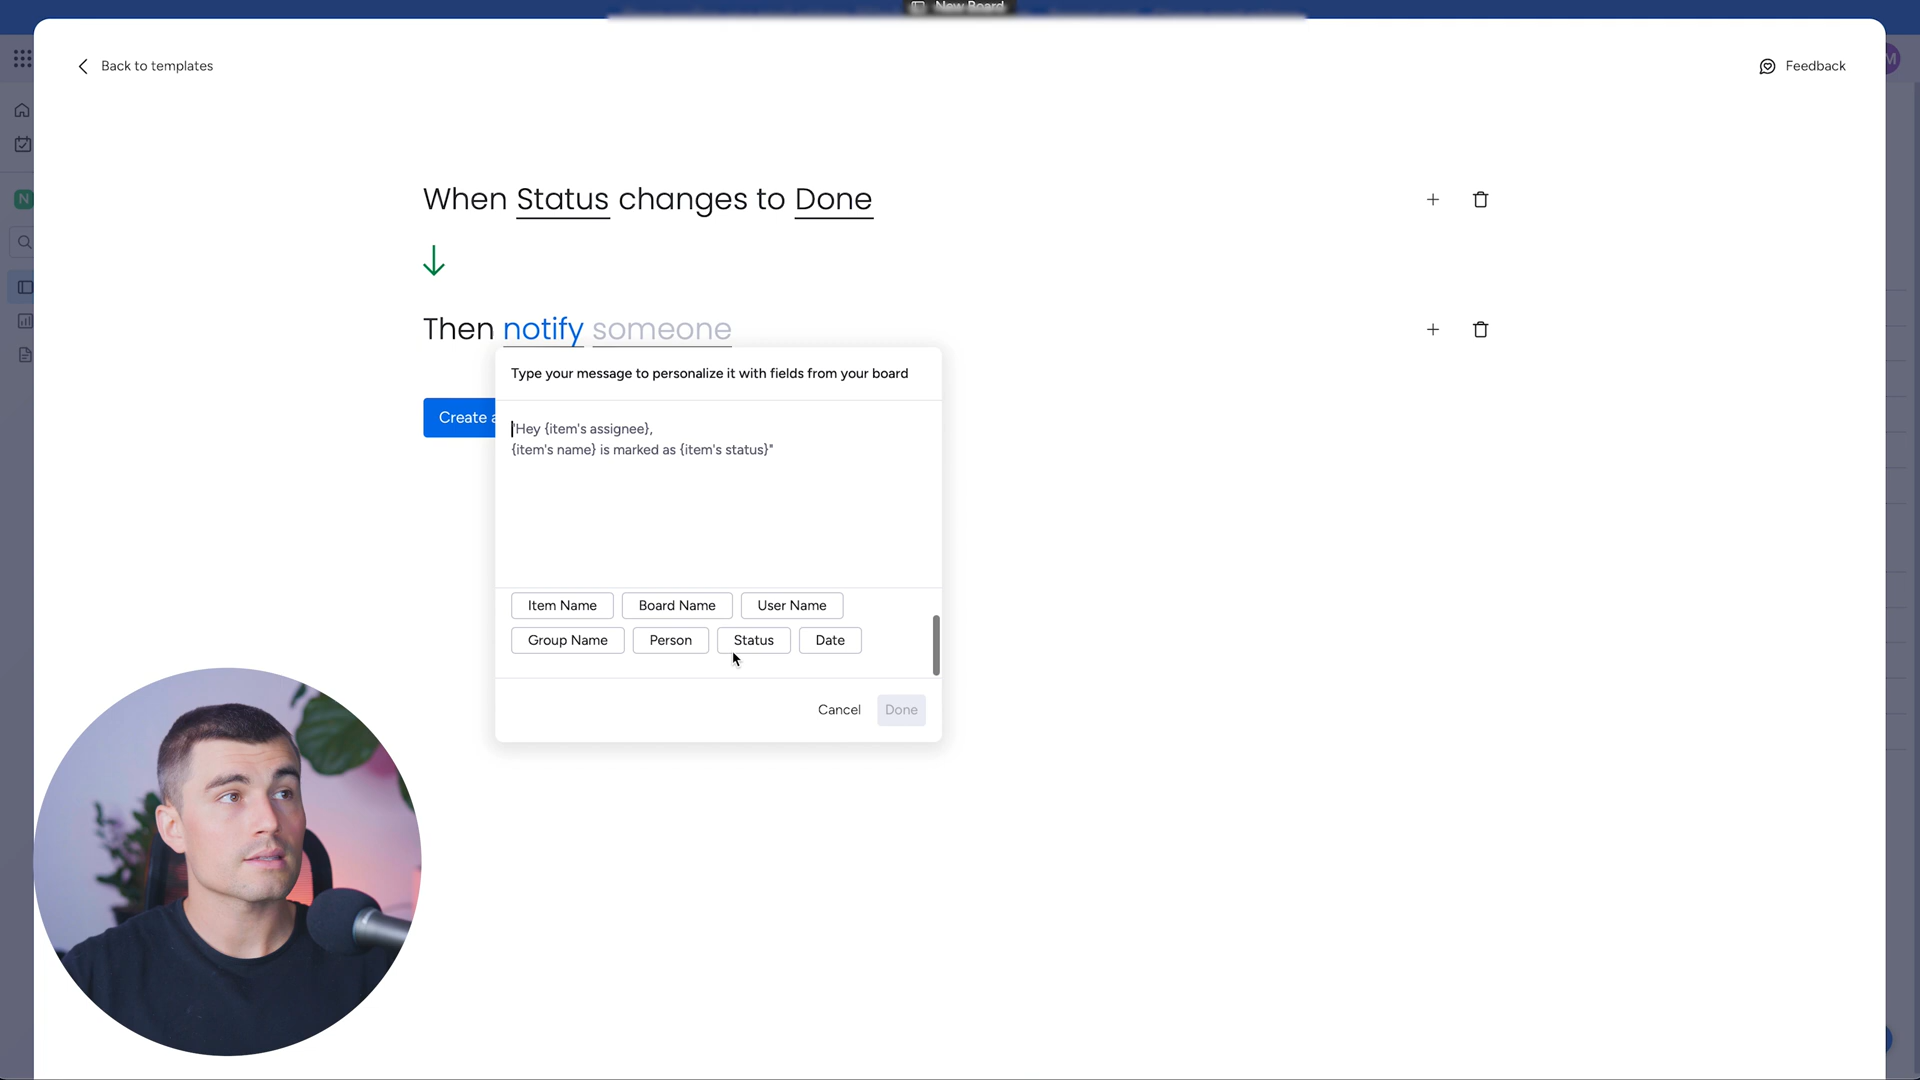 New Board
Back to templates
Feedback
M
N
When Status changes to Done
Then notify someone
Type your message to personalize it with fields from your board
Create a
"Hey {item's assignee},
{item's name} is marked as {item's status}"
Item Name
Board Name
User Name
Group Name
Person
Status
Date
Cancel
Done